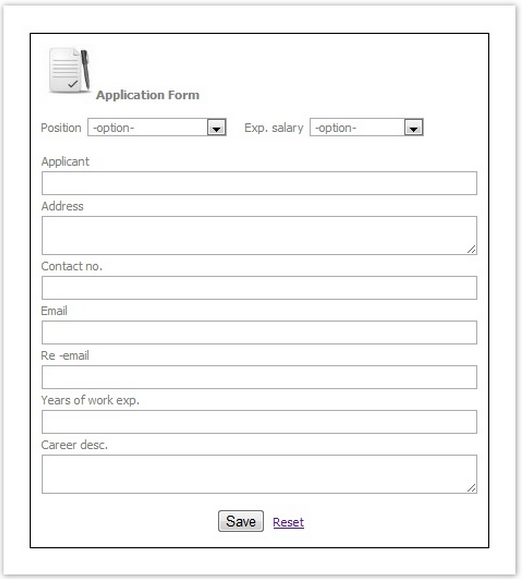 Application Form
Position -option- Exp. salary -option-
Applicant
Address
Contact no.
Email
Re -email
Years of work exp.
Career desc.
Save Reset